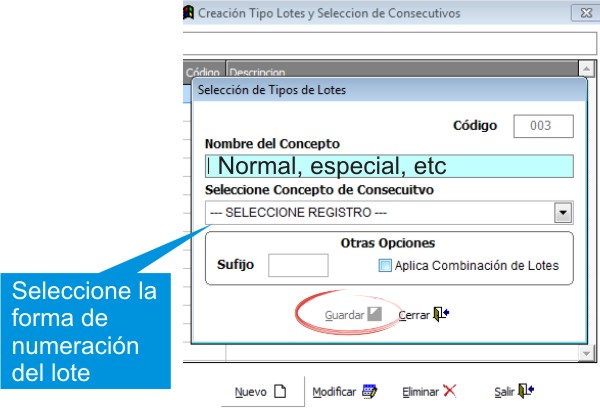 Creación Tipo Lotes y Seleccion de Consecutivos
Código Descripcion
Selección de Tipos de Lotes
Código 003
Nombre del Concepto
Normal, especial, etc
Seleccione Concepto de Consecuitvo
--- SELECCIONE REGISTRO ---
Otras Opciones
Sufijo Aplica Combinación de Lotes
Guardar Cerrar
Seleccione la
forma de
numeración
del lote
Nuevo Modificar Eliminar Salir